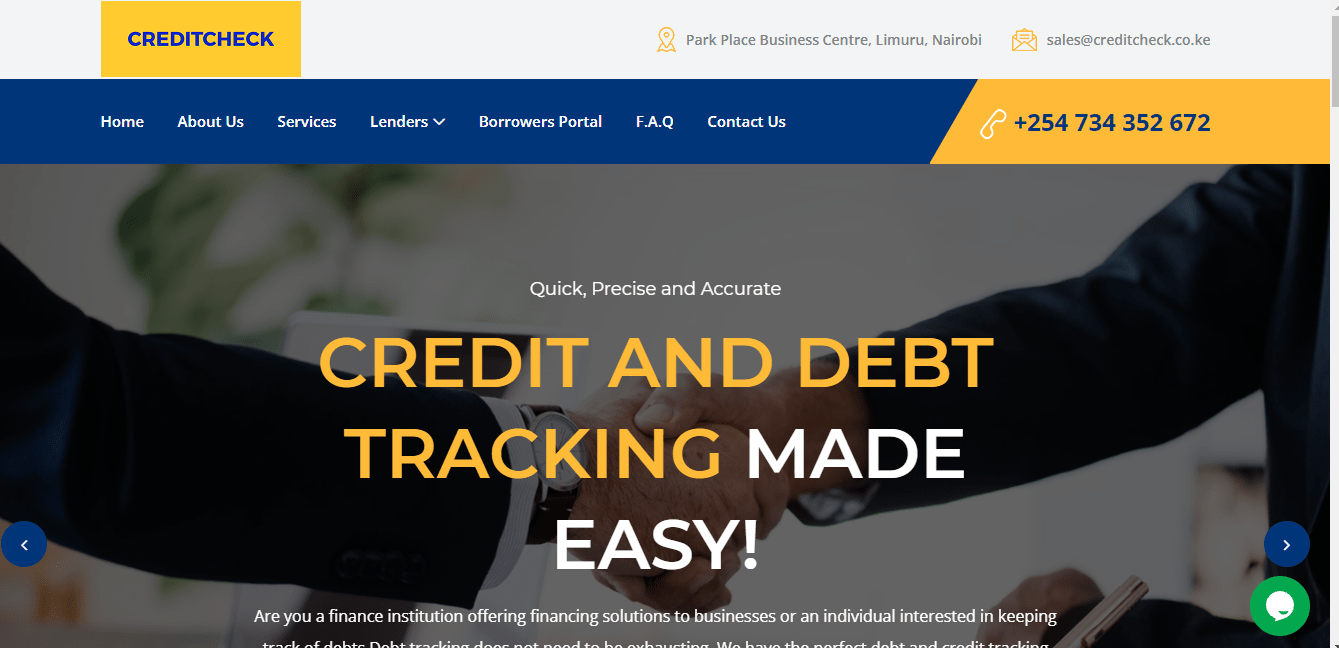 CREDITCHECK
Park Place Business Centre, Limuru, Nairobi
sales@creditcheck.co.ke
Home
About Us
Services
Lenders
Borrowers Portal
F.A.Q
Contact Us
+254 734 352 672
Quick, Precise and Accurate
CREDIT AND DEBT
TRACKING MADE
EASY!
Are you a finance institution offering financing solutions to businesses or an individual interested in keeping
track of debts Debt tracking does not need to be exhausting. We have the perfect debt and credit tracking